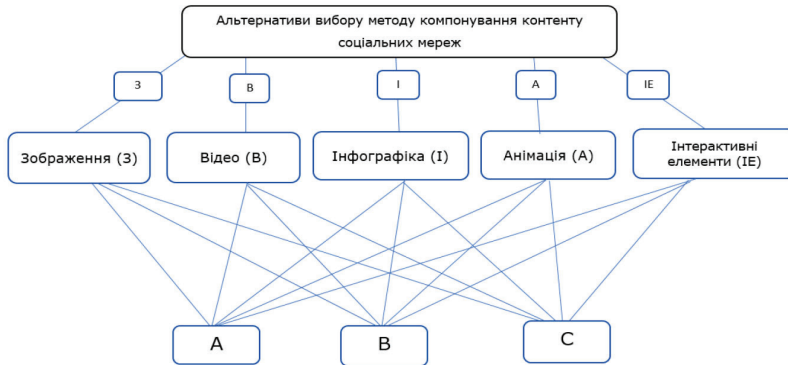 Альтернативи вибору методу компонування контенту
соціальних мереж
З
В
І
А
ІЕ
Зображення (З)
Відео (В)
Інфографіка (І)
Анімація (А)
Інтерактивні
елементи (ІЕ)
A
B
C